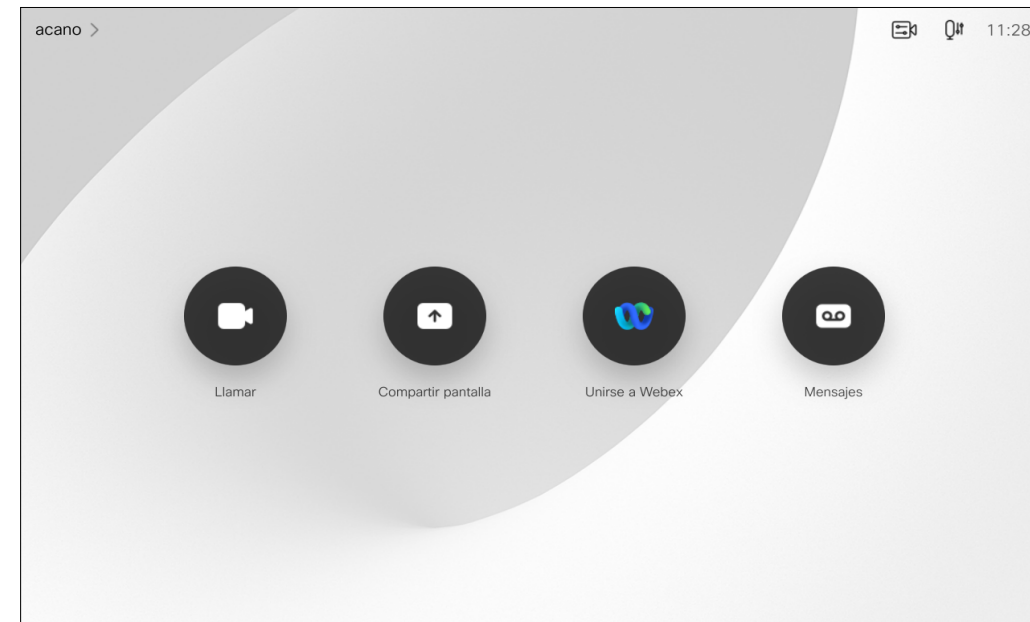 acano
11:28
Llamar
Compartir pantalla
Unirse a Webex
Mensajes